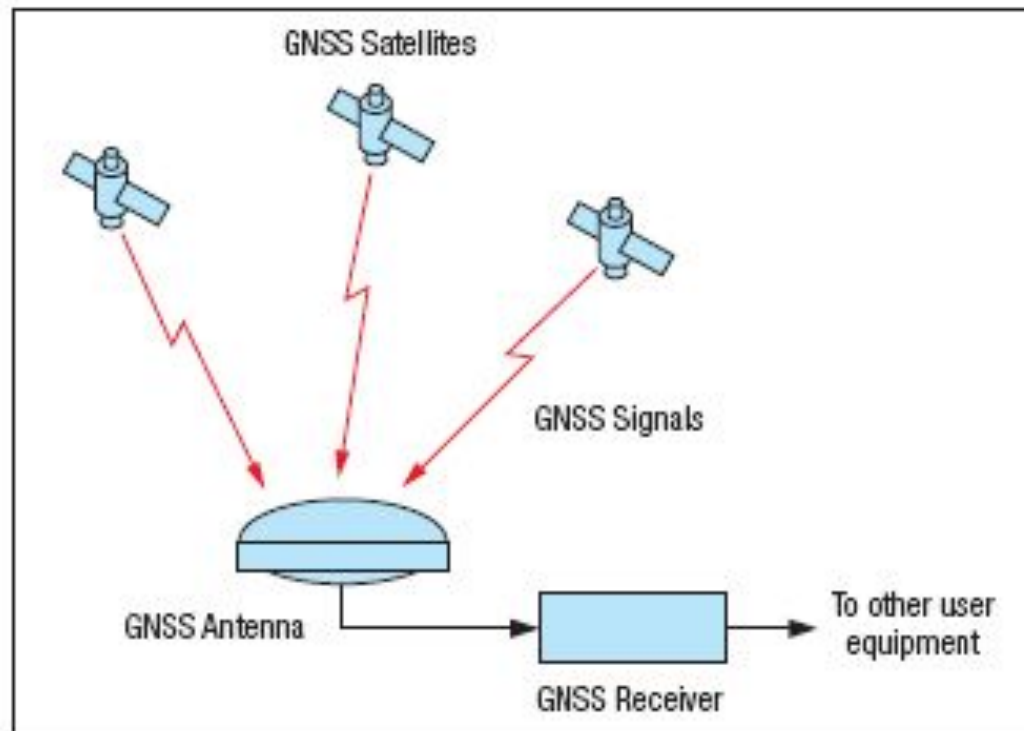 GNSS Satellites
GNSS Signals
GNSS Antenna
To other user
equipment
GNSS Receiver